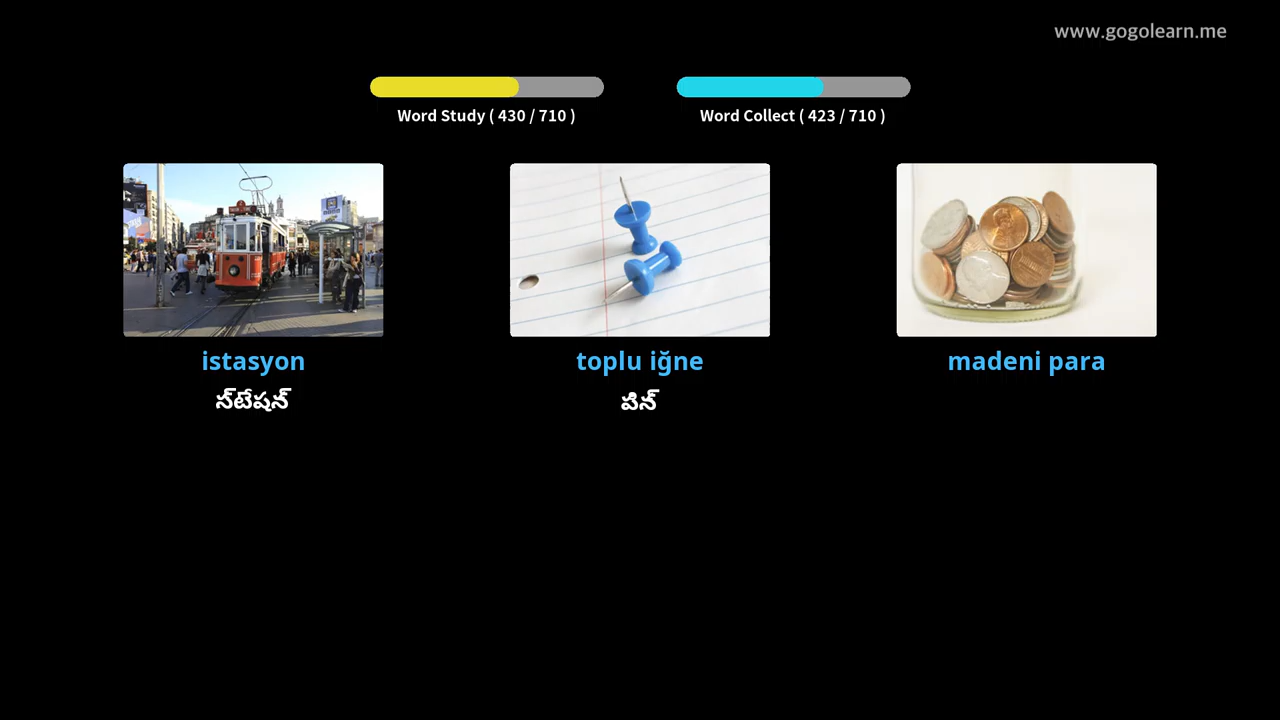 www.gogolearn.me
Word Study ( 430 / 710 )
Word Collect ( 423 / 710 )
istasyon
toplu iğne
madeni para
స్టేషన్
పిన్